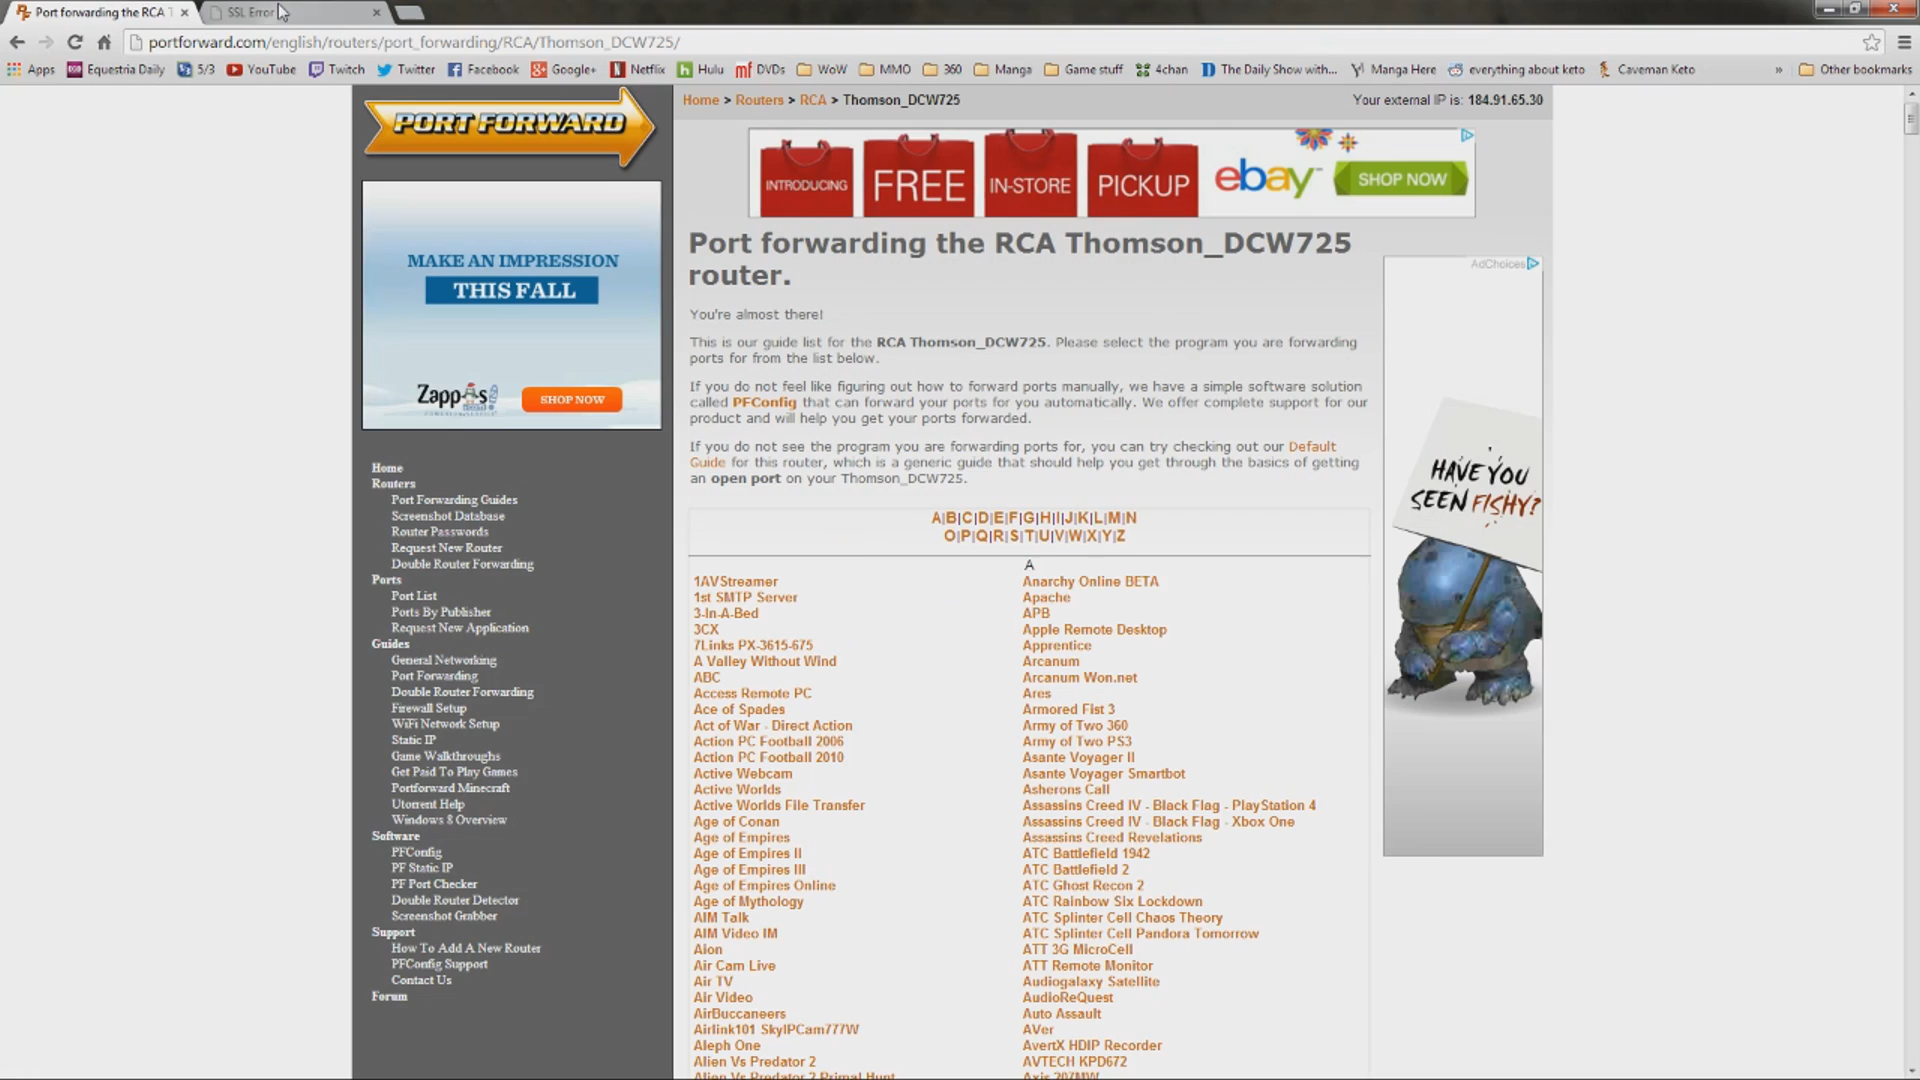 Port forwarding the RCA T
SSL Error
portforward.com/english/routers/port_forwarding/RCA/Thomson_DCW725/
Apps
Equestria Daily
5/3
YouTube
Twitch
Twitter
Facebook
Google+
Netflix
Hulu
DVDs
WoW
MMO
360
Manga
Game stuff
4chan
The Daily Show with...
Manga Here
everything about keto
Caveman Keto
»
Other bookmarks
PORT FORWARD
Home > Routers > RCA > Thomson_DCW725
Your external IP is: 184.91.65.30
INTRODUCING
FREE
IN-STORE
PICKUP
ebay™
SHOP NOW
MAKE AN IMPRESSION
THIS FALL
Zappos
SHOP NOW
Port forwarding the RCA Thomson_DCW725
router.
AdChoices
You're almost there!
This is our guide list for the RCA Thomson_DCW725. Please select the program you are forwarding
ports for from the list below.
If you do not feel like figuring out how to forward ports manually, we have a simple software solution
called PFConfig that can forward your ports for you automatically. We offer complete support for our
product and will help you get your ports forwarded.
If you do not see the program you are forwarding ports for, you can try checking out our Default
Guide for this router, which is a generic guide that should help you get through the basics of getting
an open port on your Thomson_DCW725.
HAVE YOU
SEEN FISHY?
Home
Routers
Port Forwarding Guides
Screenshot Database
Router Passwords
Request New Router
Double Router Forwarding
Ports
Port List
Ports By Publisher
Request New Application
Guides
General Networking
Port Forwarding
Double Router Forwarding
Firewall Setup
WiFi Network Setup
Static IP
Game Walkthroughs
Get Paid To Play Games
Portforward Minecraft
Utorrent Help
Windows 8 Overview
Software
PFConfig
PF Static IP
PF Port Checker
Double Router Detector
Screenshot Grabber
Support
How To Add A New Router
PFConfig Support
Contact Us
Forum
A|B|C|D|E|F|G|H|I|J|K|L|M|N
O|P|Q|R|S|T|U|V|W|X|Y|Z
A
1AVStreamer
1st SMTP Server
3-In-A-Bed
3CX
7Links PX-3615-675
A Valley Without Wind
ABC
Access Remote PC
Ace of Spades
Act of War - Direct Action
Action PC Football 2006
Action PC Football 2010
Active Webcam
Active Worlds
Active Worlds File Transfer
Age of Conan
Age of Empires
Age of Empires II
Age of Empires III
Age of Empires Online
Age of Mythology
AIM Talk
AIM Video IM
Aion
Air Cam Live
Air TV
Air Video
AirBuccaneers
Airlink101 SkyIPCam777W
Aleph One
Alien Vs Predator 2
Alien Vs Predator 2 Primal Hunt
Anarchy Online BETA
Apache
APB
Apple Remote Desktop
Apprentice
Arcanum
Arcanum Won.net
Ares
Armored Fist 3
Army of Two 360
Army of Two PS3
Asante Voyager II
Asante Voyager Smartbot
Asherons Call
Assassins Creed IV - Black Flag - PlayStation 4
Assassins Creed IV - Black Flag - Xbox One
Assassins Creed Revelations
ATC Battlefield 1942
ATC Battlefield 2
ATC Ghost Recon 2
ATC Rainbow Six Lockdown
ATC Splinter Cell Chaos Theory
ATC Splinter Cell Pandora Tomorrow
ATT 3G MicroCell
ATT Remote Monitor
Audiogalaxy Satellite
AudioReQuest
Auto Assault
AVer
AvertX HDIP Recorder
AVTECH KPD672
Axis 207MW